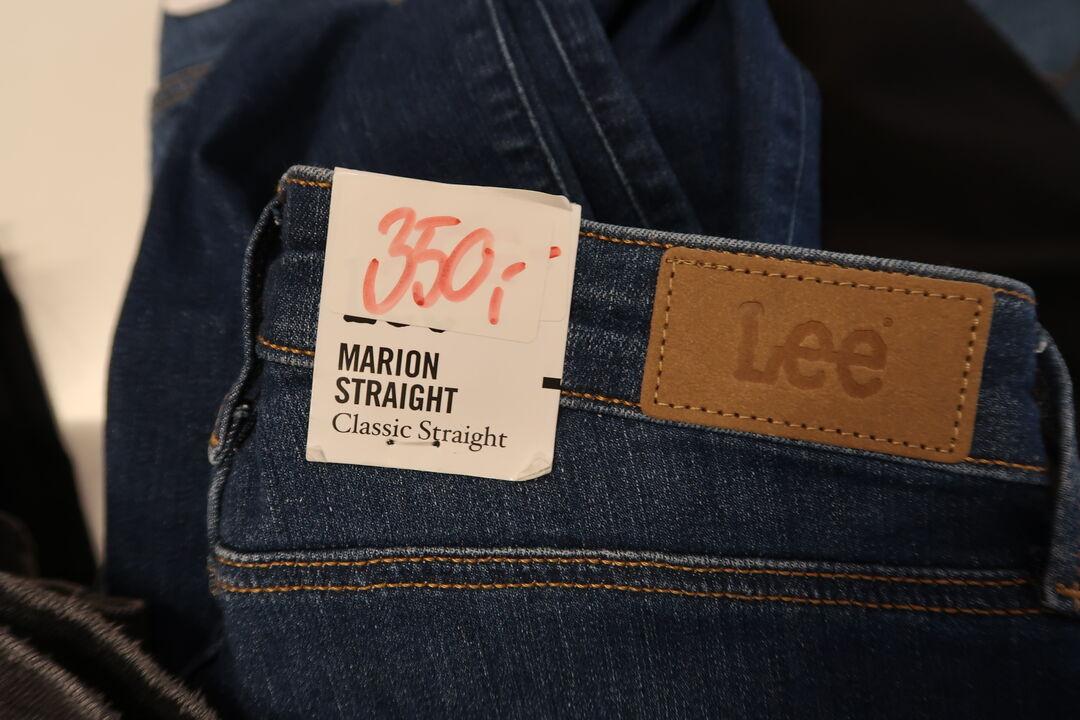 350,-
MARION
STRAIGHT
Classic Straight
Lee